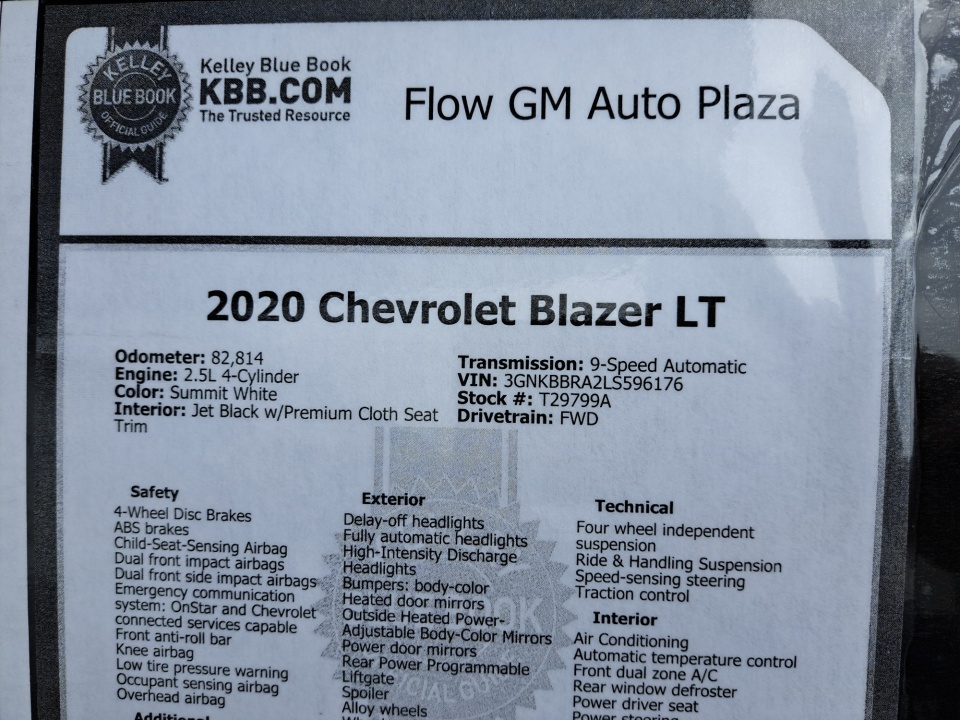 KELLEY
BLUE BOOK
OFFICIAL GUIDE
Kelley Blue Book
KBB.COM
The Trusted Resource
Flow GM Auto Plaza
2020 Chevrolet Blazer LT
Odometer: 82,814
Engine: 2.5L 4-Cylinder
Color: Summit White
Interior: Jet Black w/Premium Cloth Seat
Trim
Transmission: 9-Speed Automatic
VIN: 3GNKBBRA2LS596176
Stock #: T29799A
Drivetrain: FWD
Safety
4-Wheel Disc Brakes
ABS brakes
Child-Seat-Sensing Airbag
Dual front impact airbags
Dual front side impact airbags
Emergency communication
system: OnStar and Chevrolet
connected services capable
Front anti-roll bar
Knee airbag
Low tire pressure warning
Occupant sensing airbag
Overhead airbag
Additional
Exterior
Delay-off headlights
Fully automatic headlights
High-Intensity Discharge
Headlights
Bumpers: body-color
Heated door mirrors
Outside Heated Power-
Adjustable Body-Color Mirrors
Power door mirrors
Rear Power Programmable
Liftgate
Spoiler
Alloy wheels
Technical
Four wheel independent
suspension
Ride & Handling Suspension
Speed-sensing steering
Traction control
Interior
Air Conditioning
Automatic temperature control
Front dual zone A/C
Rear window defroster
Power driver seat
Power steering